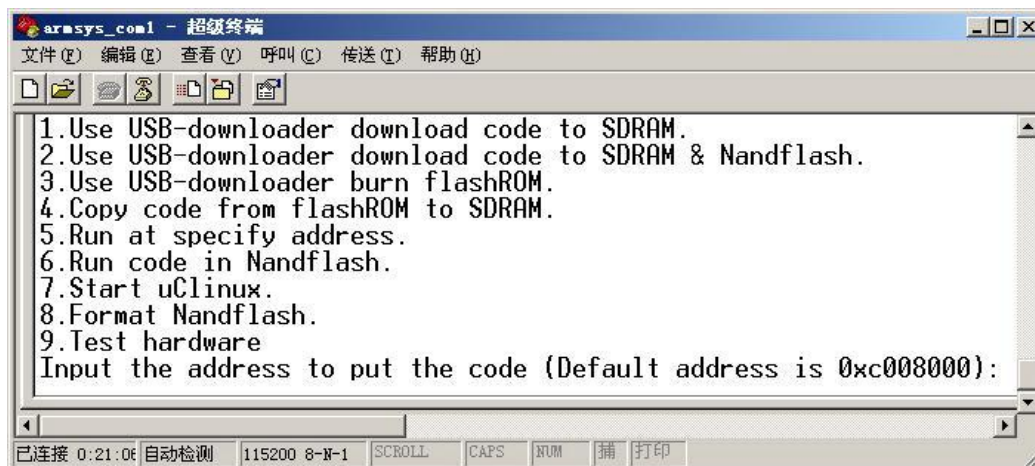 armsys_com1 - 超级终端
文件(F) 编辑(E) 查看(V) 呼叫(C) 传送(T) 帮助(H)
1.Use USB-downloader download code to SDRAM.
2.Use USB-downloader download code to SDRAM & Nandflash.
3.Use USB-downloader burn flashROM.
4.Copy code from flashROM to SDRAM.
5.Run at specify address.
6.Run code in Nandflash.
7.Start uClinux.
8.Format Nandflash.
9.Test hardware
Input the address to put the code (Default address is 0xc008000):
已连接 0:21:06 自动检测 115200 8-N-1 SCROLL CAPS NUM 捕 打印